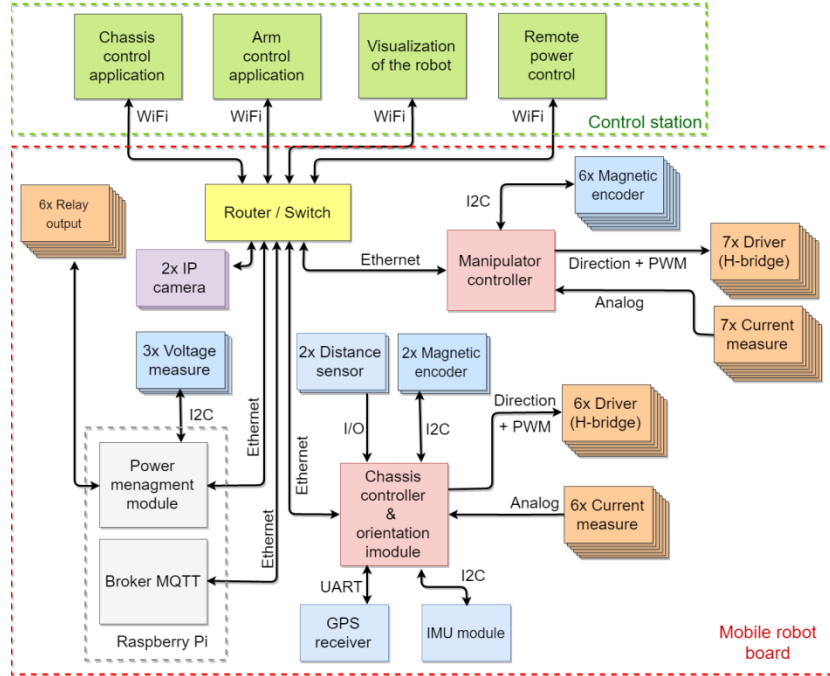 Chassis
control
application
Arm
control
application
Visualization
of the robot
Remote
power
control
WiFi
WiFi
WiFi
WiFi
Control station
6x Relay
output
Router / Switch
I2C
6x Magnetic
encoder
2x IP
camera
Ethernet
Manipulator
controller
Direction + PWM
7x Driver
(H-bridge)
Analog
7x Current
measure
3x Voltage
measure
2x Distance
sensor
2x Magnetic
encoder
I2C
Ethernet
Ethernet
Ethernet
I/O
I2C
Direction
+ PWM
6x Driver
(H-bridge)
Power
menagment
module
Chassis
controller
&
orientation
imodule
Analog
6x Current
measure
Broker MQTT
Raspberry Pi
UART
I2C
GPS
receiver
IMU module
Mobile robot
board